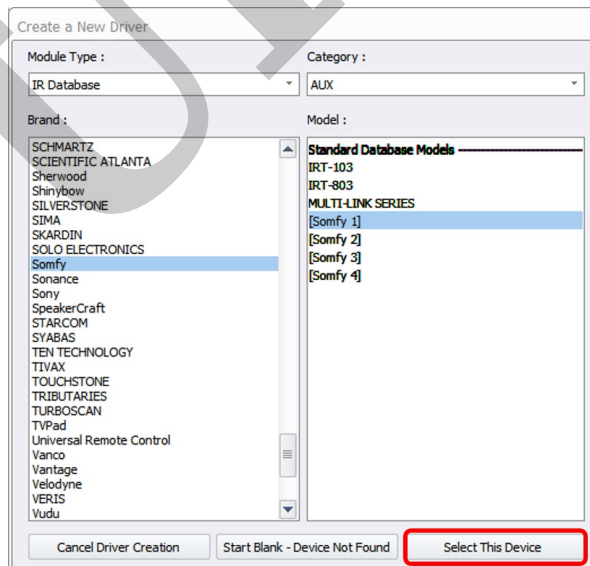 Create a New Driver
Module Type :
Category :
IR Database
AUX
Brand :
Model :
SCHMARTZ
SCIENTIFIC ATLANTA
Sherwood
Shinybow
SILVERSTONE
SIMA
SKARDIN
SOLO ELECTRONICS
Somfy
Sonance
Sony
SpeakerCraft
STARCOM
SYABAS
TEN TECHNOLOGY
TIVAX
TOUCHSTONE
TRIBUTARIES
TURBOSCAN
TVPad
Universal Remote Control
Vanco
Vantage
Velodyne
VERIS
Vudu
Standard Database Models
IRT-103
IRT-803
MULTI-LINK SERIES
[Somfy 1]
[Somfy 2]
[Somfy 3]
[Somfy 4]
Cancel Driver Creation
Start Blank - Device Not Found
Select This Device